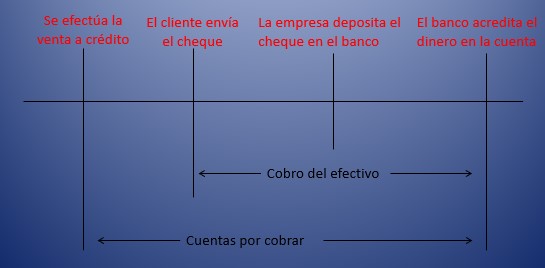 Se efectúa la
venta a crédito
El cliente envía
el cheque
La empresa deposita el
cheque en el banco
El banco acredita el
dinero en la cuenta
Cobro del efectivo
Cuentas por cobrar